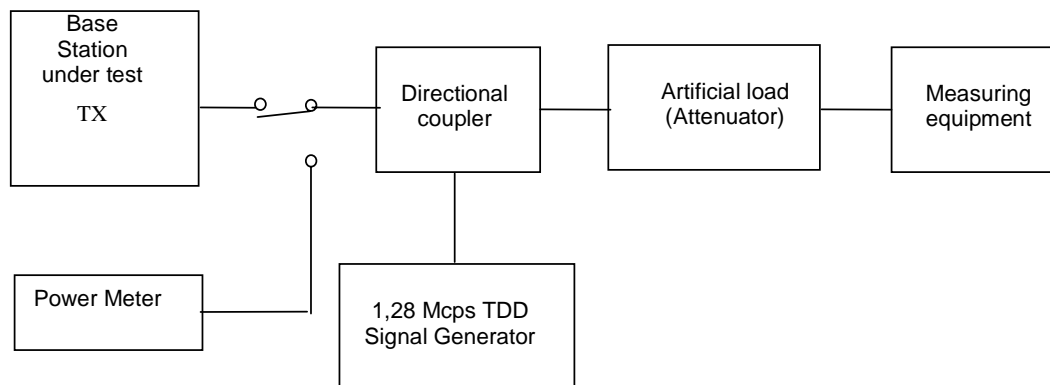 Base
Station
under test
TX
Directional
coupler
Artificial load
(Attenuator)
Measuring
equipment
Power Meter
1,28 Mcps TDD
Signal Generator